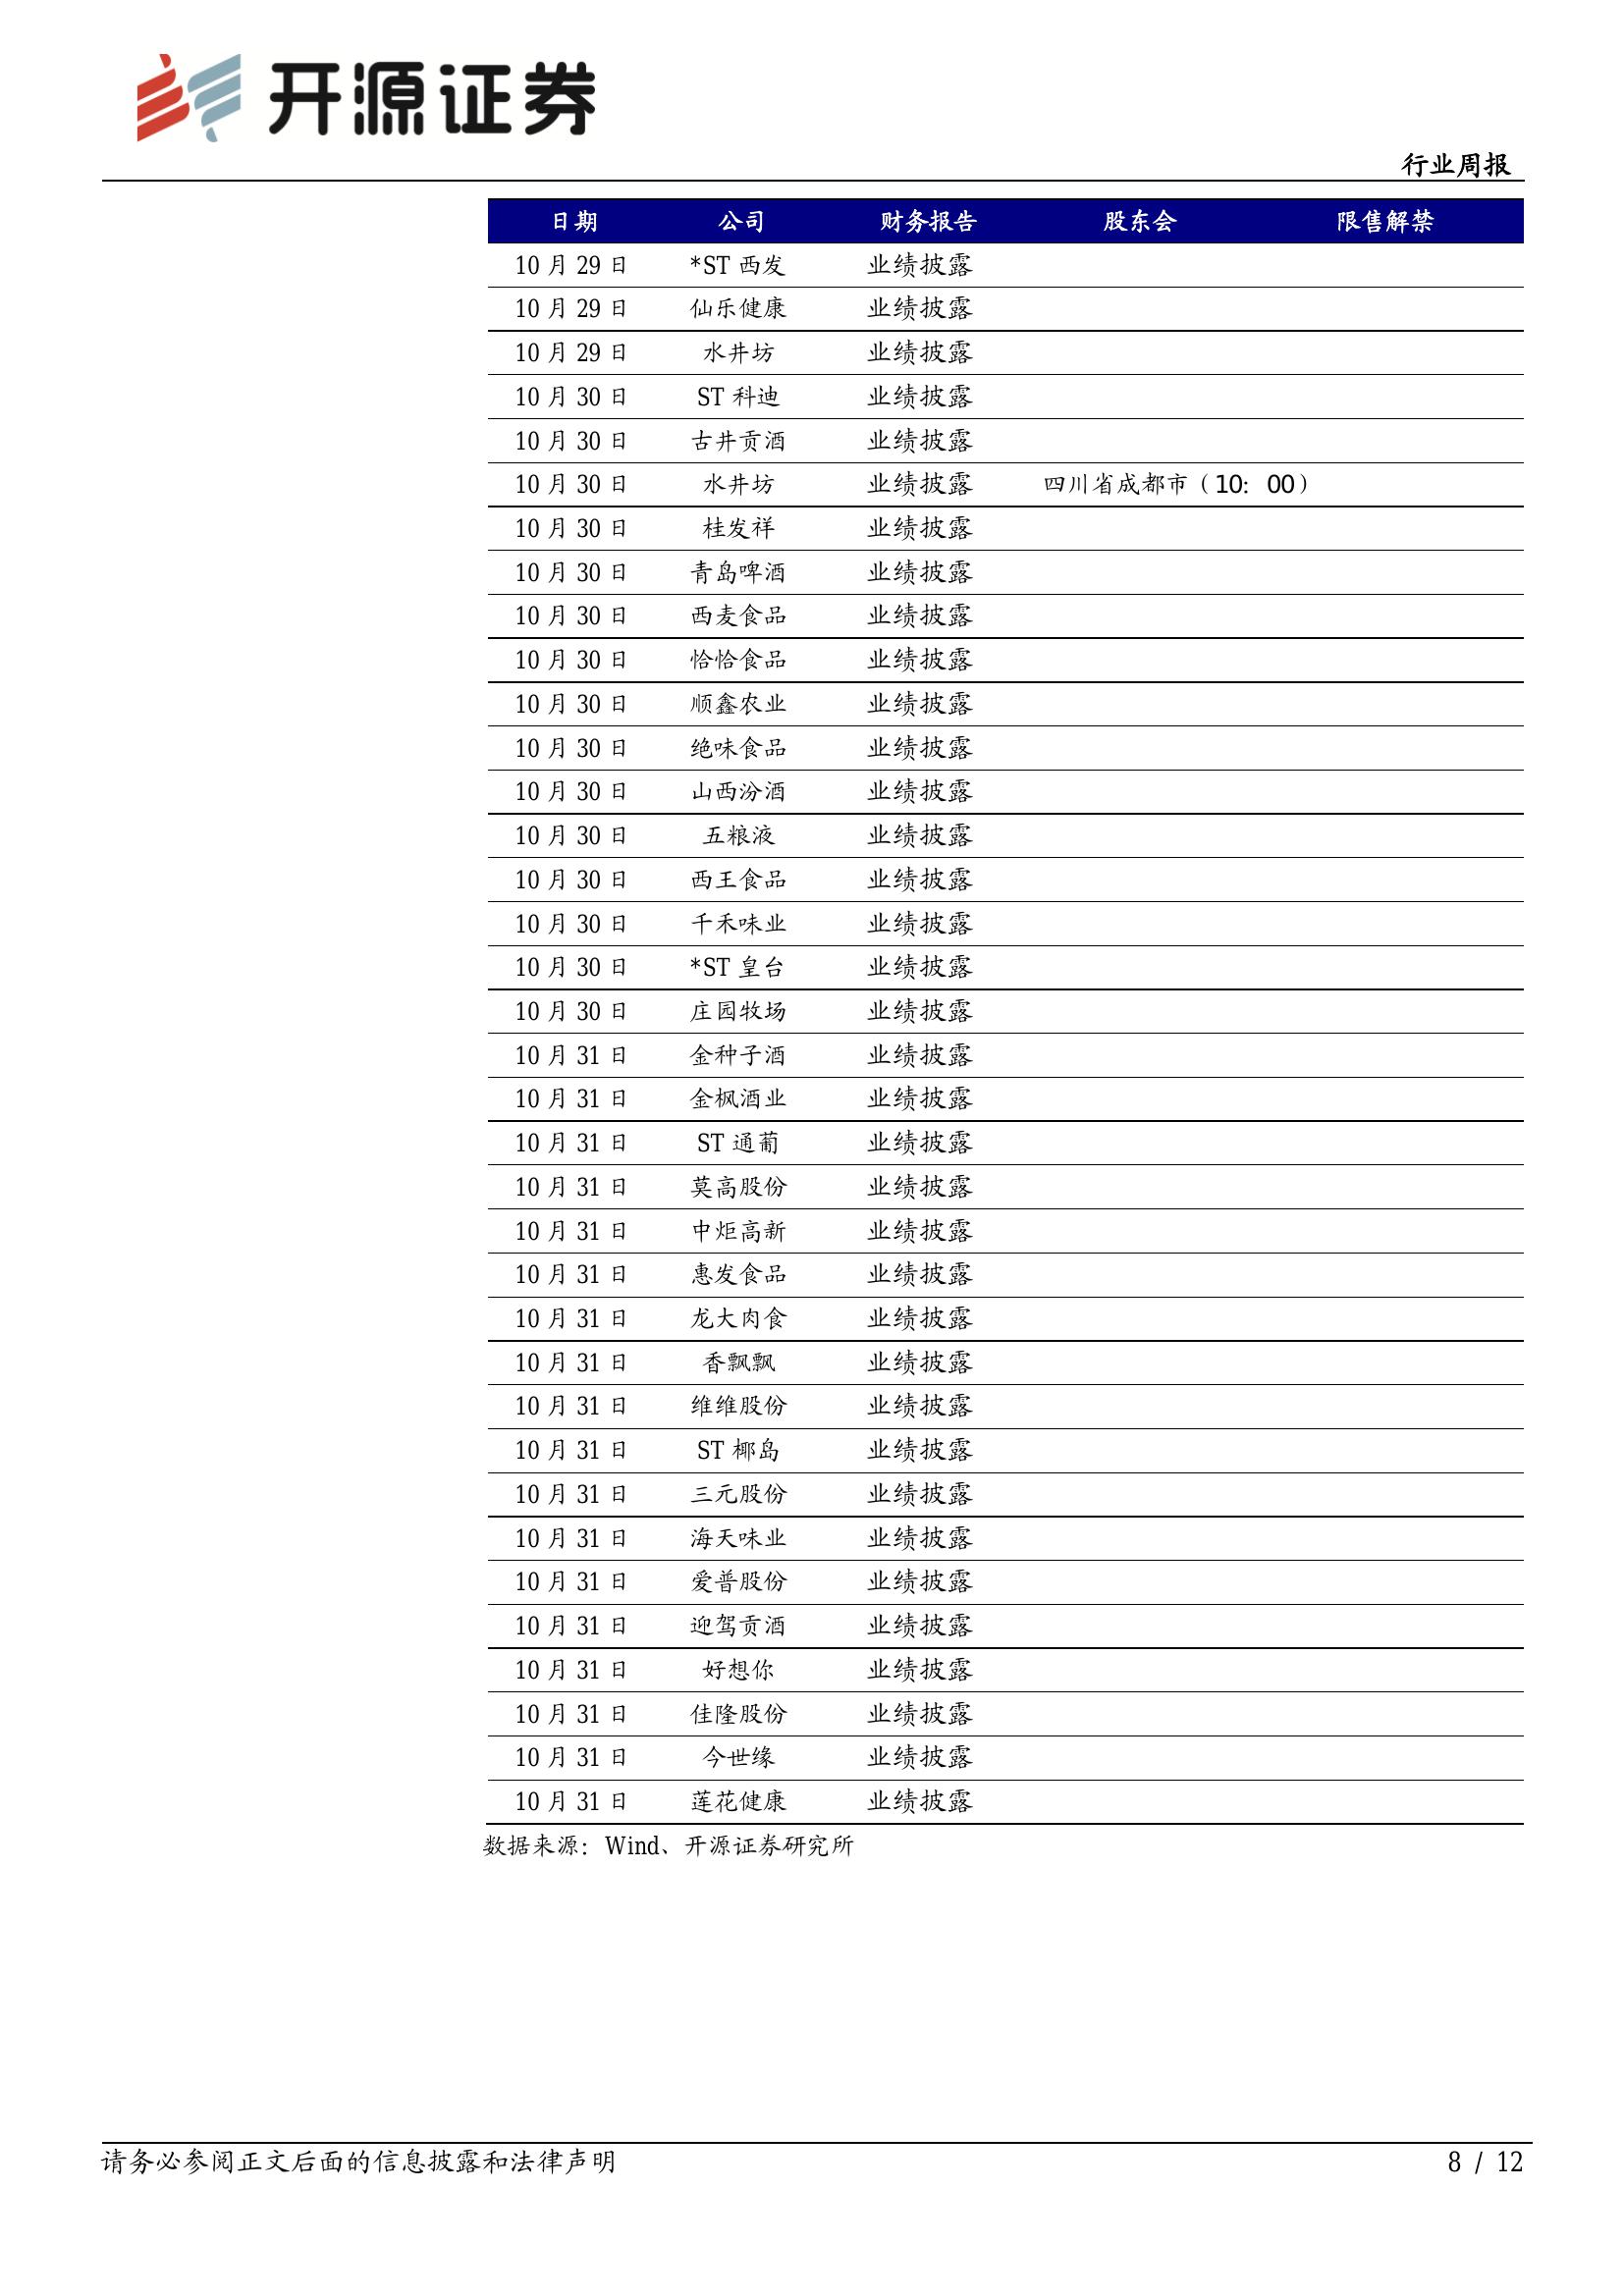 开源证券
行业周报
日期 公司 财务报告 股东会 限售解禁
10 月 29 日 *ST 西发 业绩披露
10 月 29 日 仙乐健康 业绩披露
10 月 29 日 水井坊 业绩披露
10 月 30 日 ST 科迪 业绩披露
10 月 30 日 古井贡酒 业绩披露
10 月 30 日 水井坊 业绩披露 四川省成都市（10：00）
10 月 30 日 桂发祥 业绩披露
10 月 30 日 青岛啤酒 业绩披露
10 月 30 日 西麦食品 业绩披露
10 月 30 日 恰恰食品 业绩披露
10 月 30 日 顺鑫农业 业绩披露
10 月 30 日 绝味食品 业绩披露
10 月 30 日 山西汾酒 业绩披露
10 月 30 日 五粮液 业绩披露
10 月 30 日 西王食品 业绩披露
10 月 30 日 千禾味业 业绩披露
10 月 30 日 *ST 皇台 业绩披露
10 月 30 日 庄园牧场 业绩披露
10 月 31 日 金种子酒 业绩披露
10 月 31 日 金枫酒业 业绩披露
10 月 31 日 ST 通葡 业绩披露
10 月 31 日 莫高股份 业绩披露
10 月 31 日 中炬高新 业绩披露
10 月 31 日 惠发食品 业绩披露
10 月 31 日 龙大肉食 业绩披露
10 月 31 日 香飘飘 业绩披露
10 月 31 日 维维股份 业绩披露
10 月 31 日 ST 椰岛 业绩披露
10 月 31 日 三元股份 业绩披露
10 月 31 日 海天味业 业绩披露
10 月 31 日 爱普股份 业绩披露
10 月 31 日 迎驾贡酒 业绩披露
10 月 31 日 好想你 业绩披露
10 月 31 日 佳隆股份 业绩披露
10 月 31 日 今世缘 业绩披露
10 月 31 日 莲花健康 业绩披露
数据来源：Wind、开源证券研究所
请务必参阅正文后面的信息披露和法律声明 8 / 12